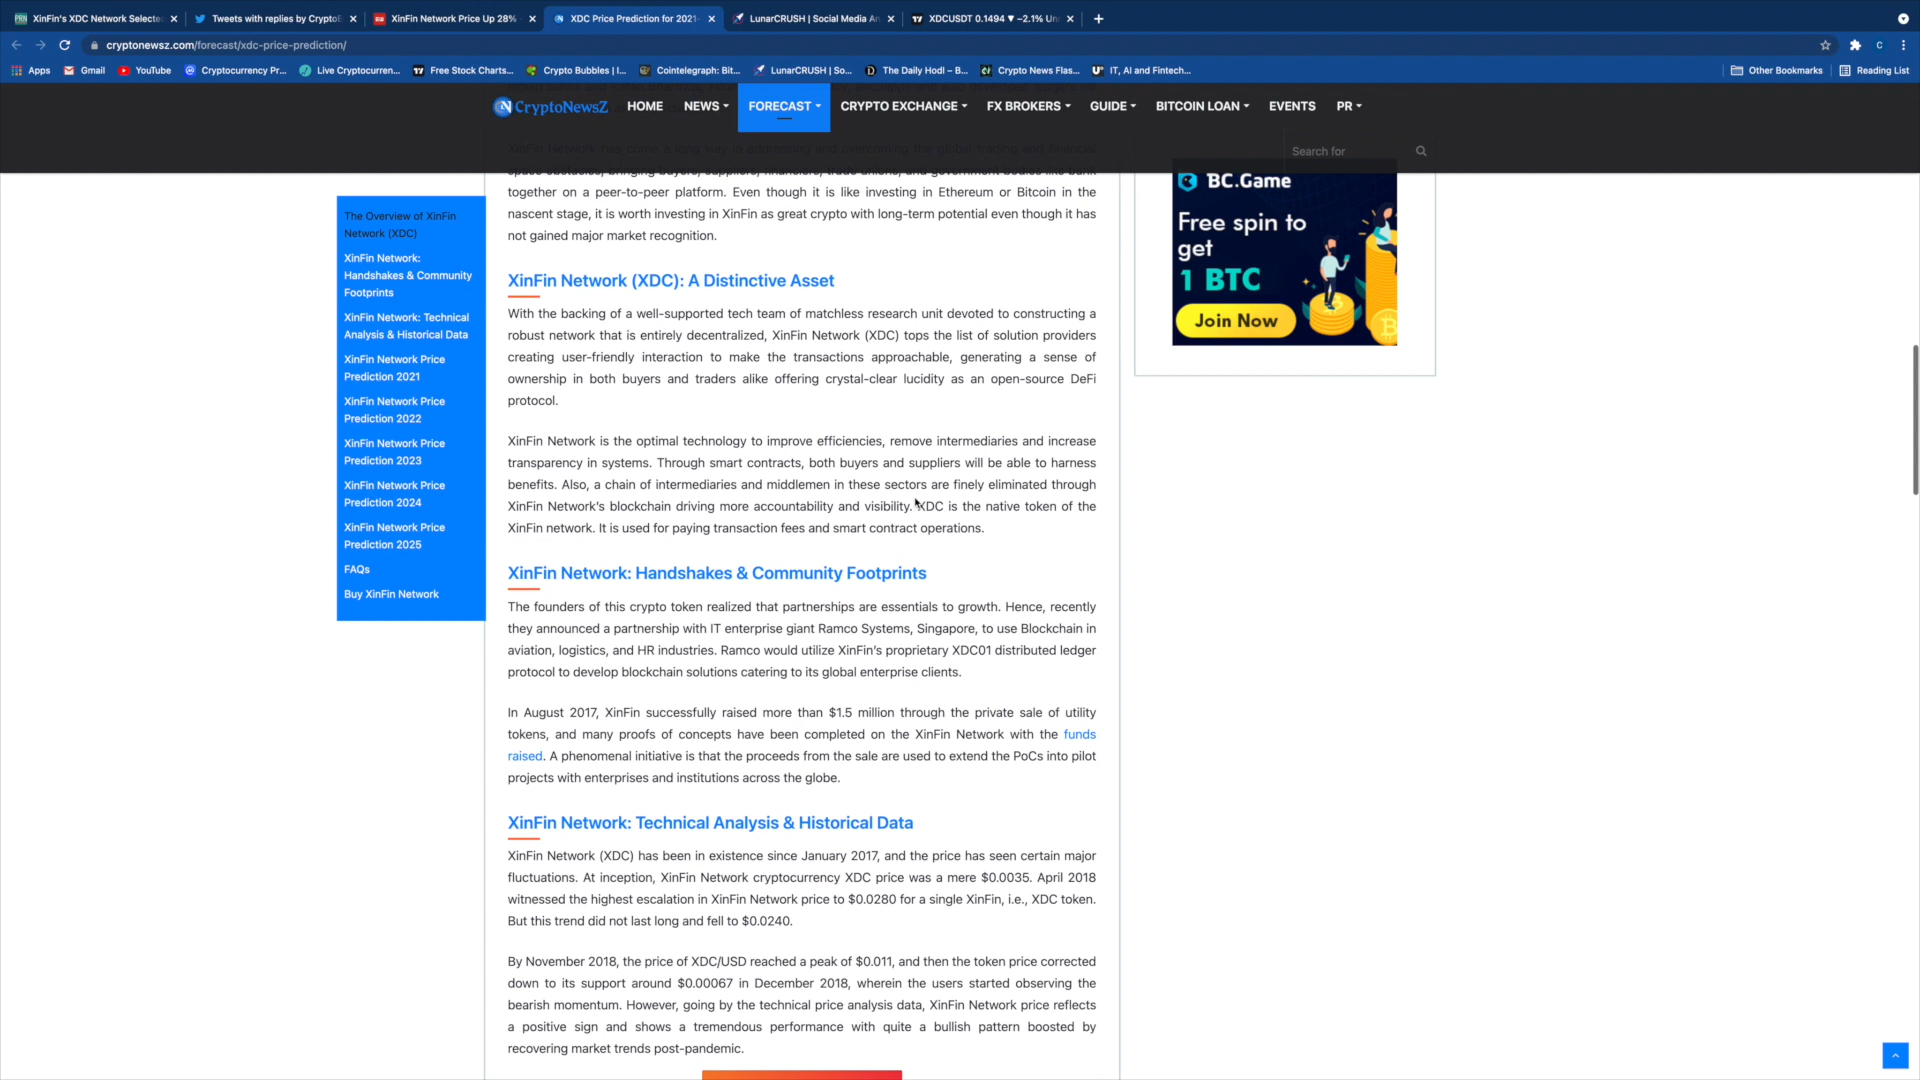 XinFin's XDC Network Selected
Tweets with replies by CryptoB
XinFin Network Price Up 28%
XDC Price Prediction for 2021-
LunarCRUSH | Social Media An
XDCUSDT 0.1494 ▼ −2.1% Un
cryptonewsz.com/forecast/xdc-price-prediction/
Apps
Gmail
YouTube
Cryptocurrency Pr...
Live Cryptocurren...
Free Stock Charts...
Crypto Bubbles | I...
Cointelegraph: Bit...
LunarCRUSH | So...
The Daily Hodl – B...
Crypto News Flas...
IT, AI and Fintech...
Other Bookmarks
Reading List
CryptoNewsZ
HOME
NEWS
FORECAST
CRYPTO EXCHANGE
FX BROKERS
GUIDE
BITCOIN LOAN
EVENTS
PR
Search for
XinFin Network has come a long way in addressing and overcoming the global trading and financial
space obstacles, bringing buyers, suppliers, financiers, trade unions, and government bodies like bank
together on a peer-to-peer platform. Even though it is like investing in Ethereum or Bitcoin in the
nascent stage, it is worth investing in XinFin as great crypto with long-term potential even though it has
not gained major market recognition.
The Overview of XinFin
Network (XDC)
XinFin Network:
Handshakes & Community
Footprints
XinFin Network: Technical
Analysis & Historical Data
XinFin Network Price
Prediction 2021
XinFin Network Price
Prediction 2022
XinFin Network Price
Prediction 2023
XinFin Network Price
Prediction 2024
XinFin Network Price
Prediction 2025
FAQs
Buy XinFin Network
XinFin Network (XDC): A Distinctive Asset
With the backing of a well-supported tech team of matchless research unit devoted to constructing a
robust network that is entirely decentralized, XinFin Network (XDC) tops the list of solution providers
creating user-friendly interaction to make the transactions approachable, generating a sense of
ownership in both buyers and traders alike offering crystal-clear lucidity as an open-source DeFi
protocol.
XinFin Network is the optimal technology to improve efficiencies, remove intermediaries and increase
transparency in systems. Through smart contracts, both buyers and suppliers will be able to harness
benefits. Also, a chain of intermediaries and middlemen in these sectors are finely eliminated through
XinFin Network's blockchain driving more accountability and visibility. XDC is the native token of the
XinFin network. It is used for paying transaction fees and smart contract operations.
XinFin Network: Handshakes & Community Footprints
The founders of this crypto token realized that partnerships are essentials to growth. Hence, recently
they announced a partnership with IT enterprise giant Ramco Systems, Singapore, to use Blockchain in
aviation, logistics, and HR industries. Ramco would utilize XinFin's proprietary XDC01 distributed ledger
protocol to develop blockchain solutions catering to its global enterprise clients.
In August 2017, XinFin successfully raised more than $1.5 million through the private sale of utility
tokens, and many proofs of concepts have been completed on the XinFin Network with the funds
raised. A phenomenal initiative is that the proceeds from the sale are used to extend the PoCs into pilot
projects with enterprises and institutions across the globe.
XinFin Network: Technical Analysis & Historical Data
XinFin Network (XDC) has been in existence since January 2017, and the price has seen certain major
fluctuations. At inception, XinFin Network cryptocurrency XDC price was a mere $0.0035. April 2018
witnessed the highest escalation in XinFin Network price to $0.0280 for a single XinFin, i.e., XDC token.
But this trend did not last long and fell to $0.0240.
By November 2018, the price of XDC/USD reached a peak of $0.011, and then the token price corrected
down to its support around $0.00067 in December 2018, wherein the users started observing the
bearish momentum. However, going by the technical price analysis data, XinFin Network price reflects
a positive sign and shows a tremendous performance with quite a bullish pattern boosted by
recovering market trends post-pandemic.
BC.Game
Free spin to
get
1 BTC
Join Now